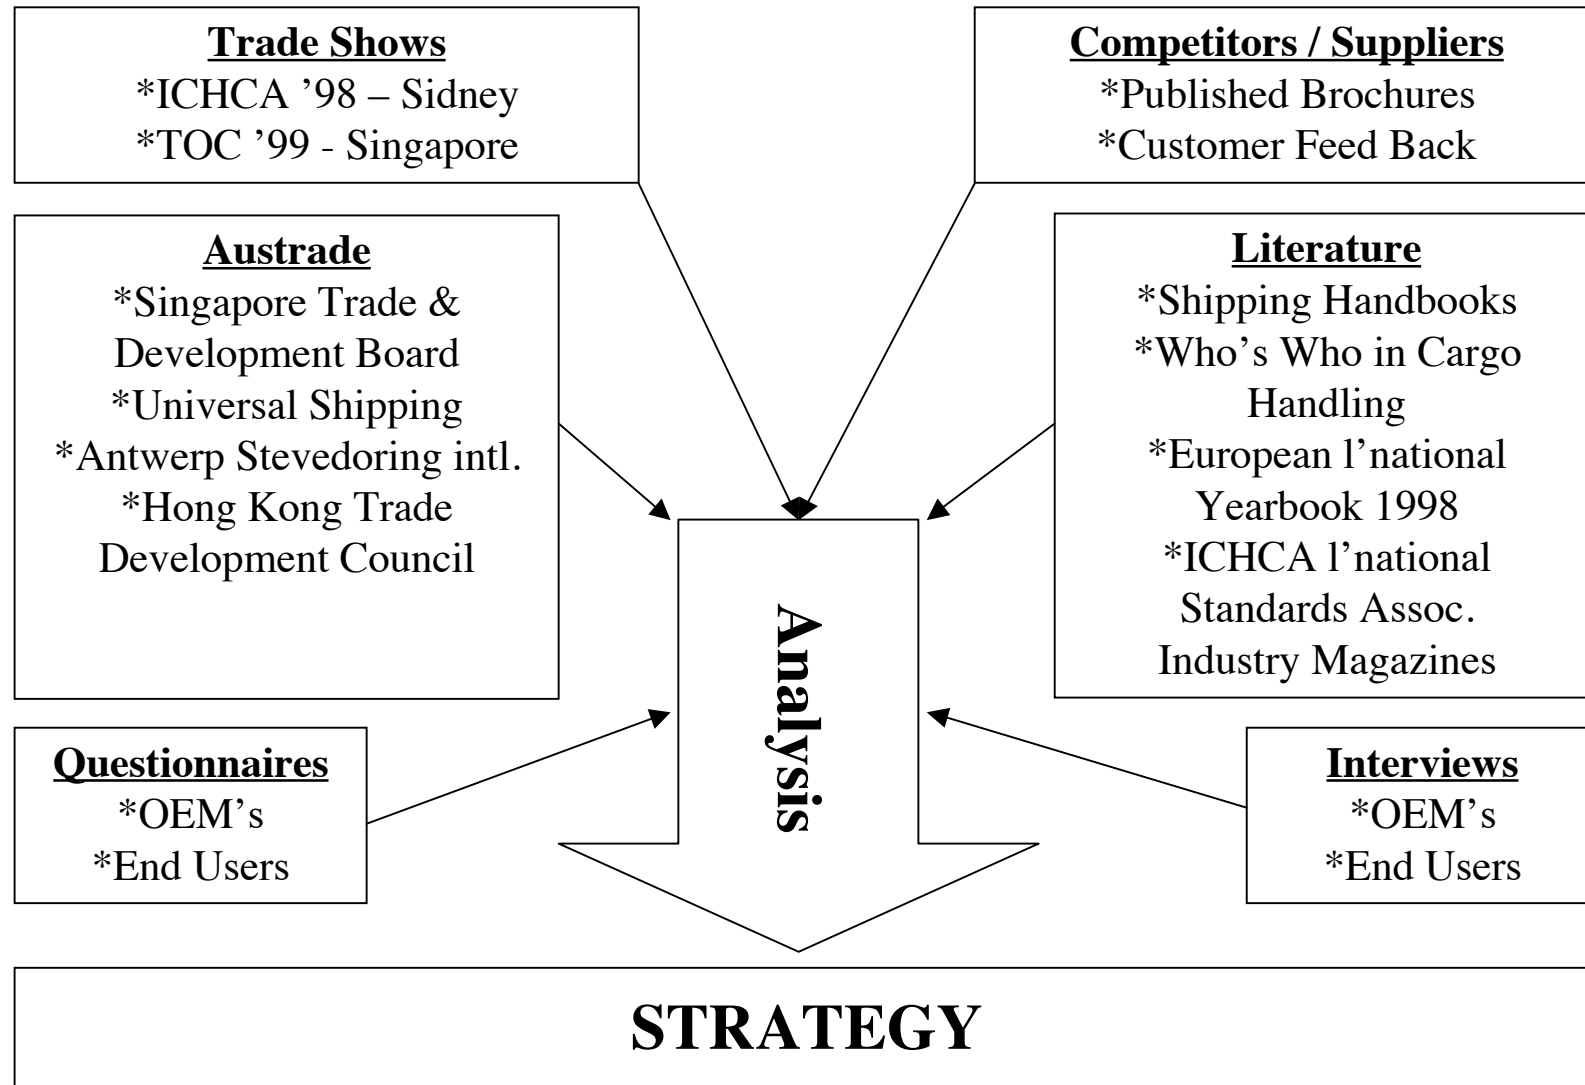 Trade Shows
*ICHCA ’98 – Sidney
*TOC ’99 - Singapore
Competitors / Suppliers
*Published Brochures
*Customer Feed Back
Austrade
*Singapore Trade &
Development Board
*Universal Shipping
*Antwerp Stevedoring intl.
*Hong Kong Trade
Development Council
Literature
*Shipping Handbooks
*Who’s Who in Cargo
Handling
*European l’national
Yearbook 1998
*ICHCA l’national
Standards Assoc.
Industry Magazines
Analysis
Questionnaires
*OEM’s
*End Users
Interviews
*OEM’s
*End Users
STRATEGY